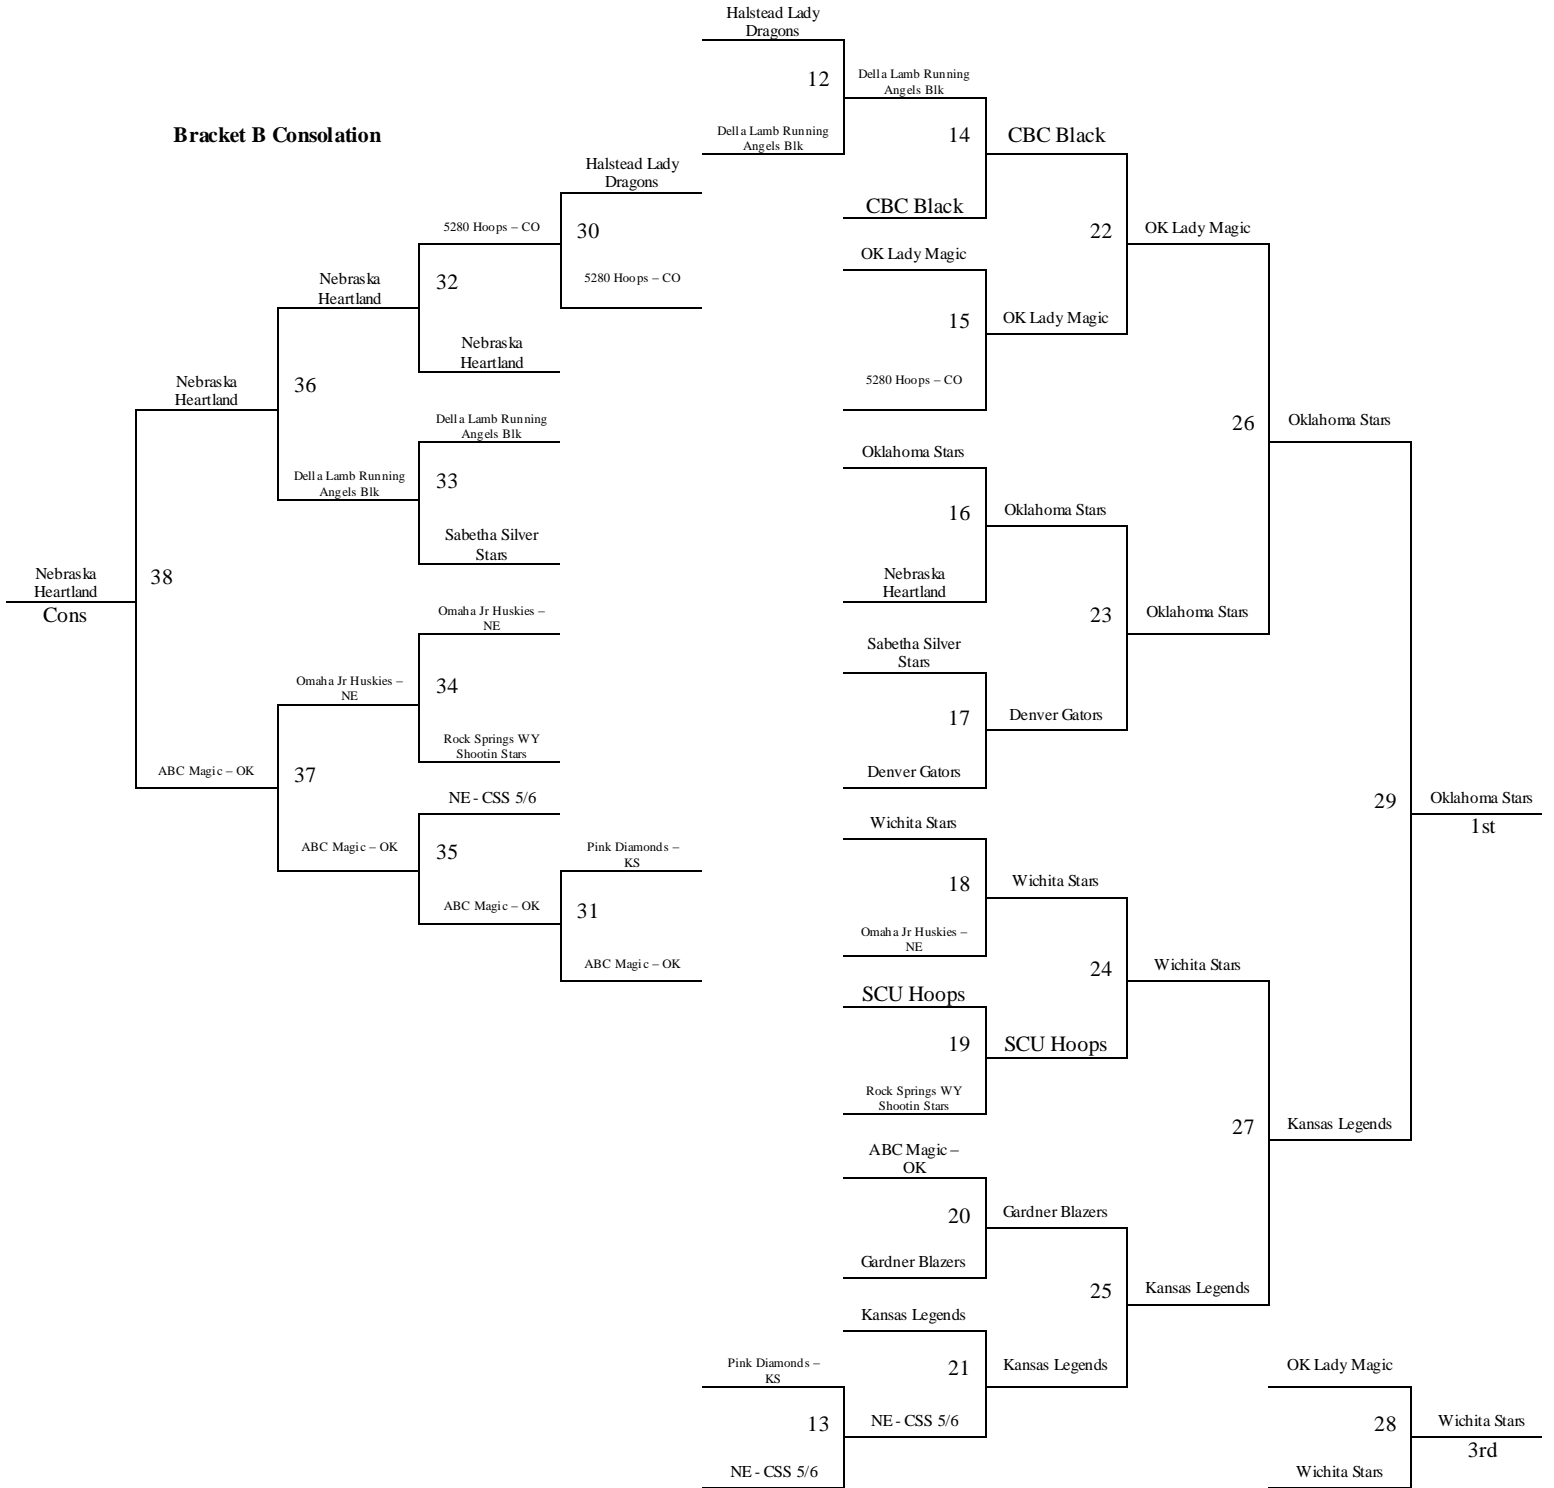 Halstead Lady
Dragons
12
Della Lamb Running
Angels Blk
Bracket B Consolation
Della Lamb Running
Angels Blk
14
CBC Black
Halstead Lady
Dragons
CBC Black
5280 Hoops – CO
30
22
OK Lady Magic
OK Lady Magic
Nebraska
Heartland
32
5280 Hoops – CO
15
OK Lady Magic
Nebraska
Heartland
Nebraska
Heartland
36
5280 Hoops – CO
Della Lamb Running
Angels Blk
26
Oklahoma Stars
Oklahoma Stars
Della Lamb Running
Angels Blk
33
16
Oklahoma Stars
Sabetha Silver
Stars
Nebraska
Heartland
38
Nebraska
Heartland
Cons
Omaha Jr Huskies –
NE
23
Oklahoma Stars
Sabetha Silver
Stars
Omaha Jr Huskies –
NE
34
17
Denver Gators
Rock Springs WY
Shootin Stars
ABC Magic – OK
37
Denver Gators
NE - CSS 5/6
29
Oklahoma Stars
1st
Wichita Stars
ABC Magic – OK
35
Pink Diamonds –
KS
18
Wichita Stars
ABC Magic – OK
31
Omaha Jr Huskies –
NE
ABC Magic – OK
24
Wichita Stars
SCU Hoops
19
SCU Hoops
Rock Springs WY
Shootin Stars
27
Kansas Legends
ABC Magic –
OK
20
Gardner Blazers
Gardner Blazers
25
Kansas Legends
Kansas Legends
Pink Diamonds –
KS
21
Kansas Legends
OK Lady Magic
13
NE - CSS 5/6
28
Wichita Stars
3rd
NE - CSS 5/6
Wichita Stars